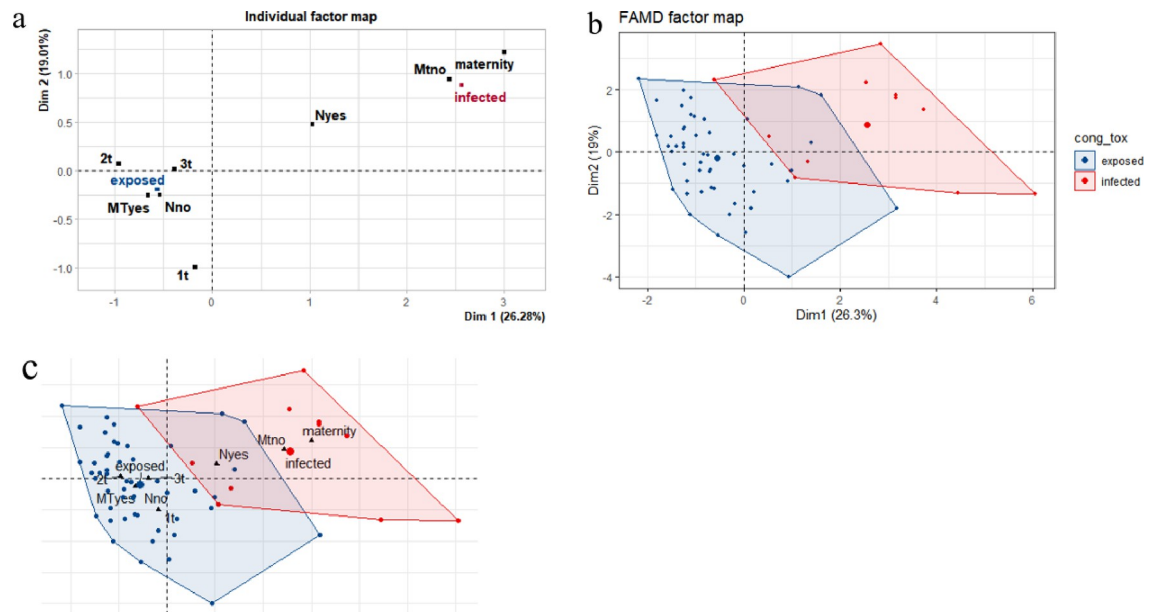 a
Individual factor map
Dim 2 (19.01%)
1.0
0.5
0.0
-0.5
-1.0
Mtno
maternity
infected
Nyes
2t
3t
exposed
MTyes
Nno
1t
-1
0
1
2
3
Dim 1 (26.28%)
b
FAMD factor map
Dim2 (19%)
2
0
-2
-4
-2
0
2
4
6
Dim1 (26.3%)
cong_tox
exposed
infected
c
Mtno
maternity
Nyes
infected
exposed
2t
3t
MTyes
Nno
1t